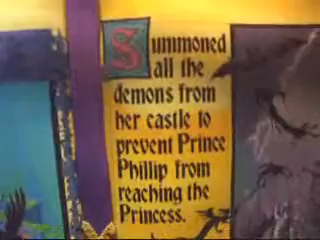 Summoned
all the
demons from
her castle to
prevent Prince
Phillip from
reaching the
Princess.